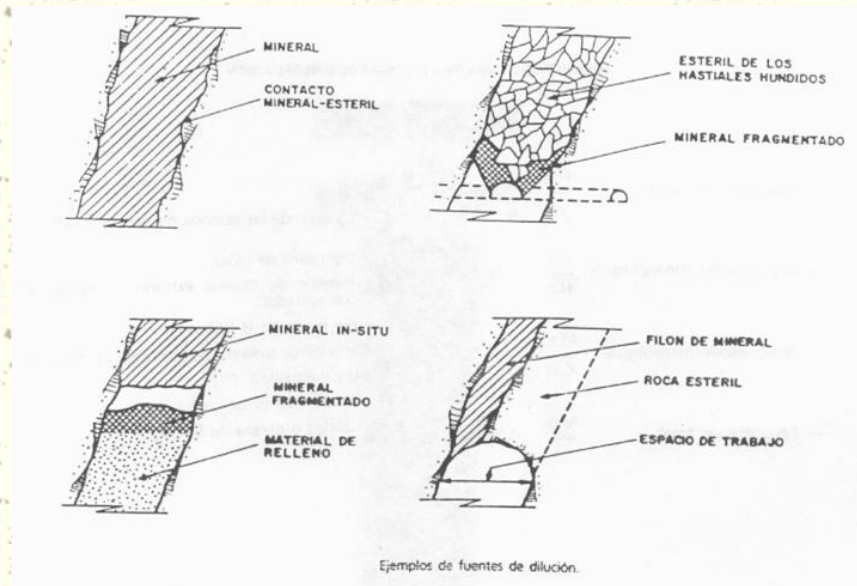 MINERAL
CONTACTO
MINERAL-ESTERIL
ESTERIL DE LOS
HASTIALES HUNDIDOS
MINERAL FRAGMENTADO
MINERAL IN-SITU
MINERAL
FRAGMENTADO
MATERIAL DE
RELLENO
FILON DE MINERAL
ROCA ESTERIL
ESPACIO DE TRABAJO
Ejemplos de fuentes de dilución.